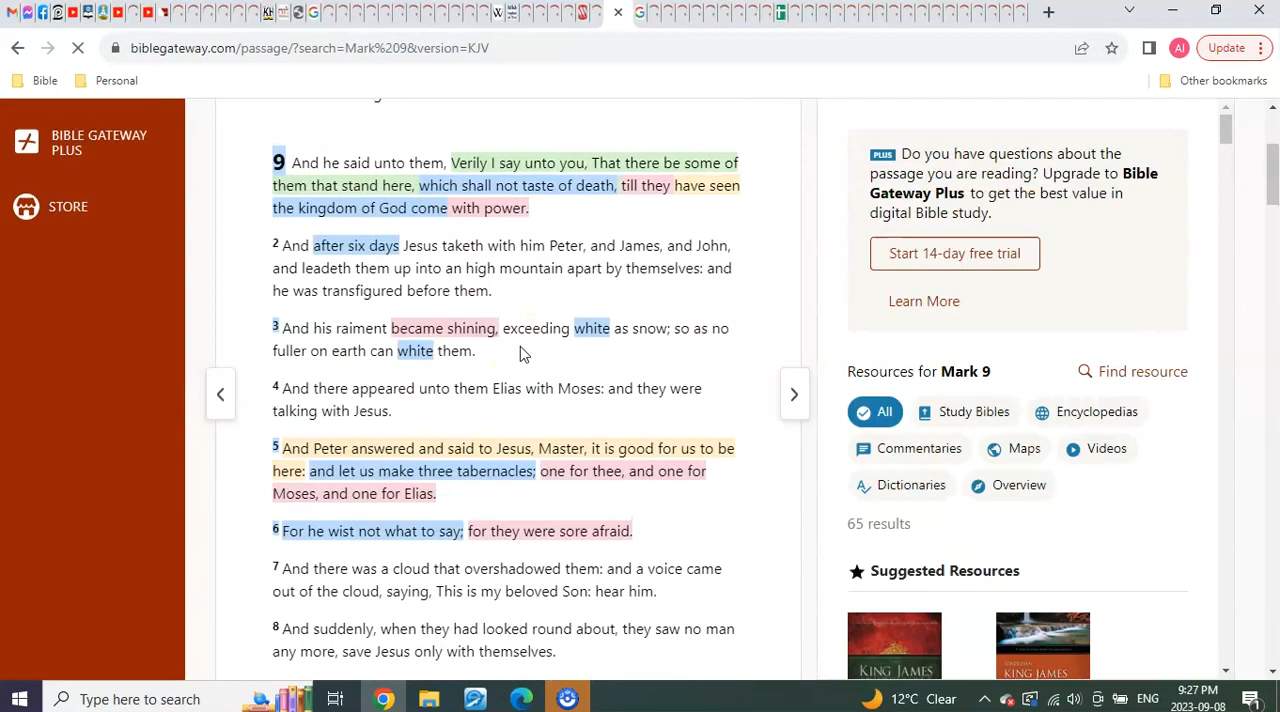 biblegateway.com/passage/?search=Mark%209&version=KJV
AI
Update
Bible
Personal
Other bookmarks
BIBLE GATEWAY
PLUS
STORE
9 And he said unto them, Verily I say unto you, That there be some of
them that stand here, which shall not taste of death, till they have seen
the kingdom of God come with power.
2 And after six days Jesus taketh with him Peter, and James, and John,
and leadeth them up into an high mountain apart by themselves: and
he was transfigured before them.
3 And his raiment became shining, exceeding white as snow; so as no
fuller on earth can white them.
4 And there appeared unto them Elias with Moses: and they were
talking with Jesus.
5 And Peter answered and said to Jesus, Master, it is good for us to be
here: and let us make three tabernacles; one for thee, and one for
Moses, and one for Elias.
6 For he wist not what to say; for they were sore afraid.
7 And there was a cloud that overshadowed them: and a voice came
out of the cloud, saying, This is my beloved Son: hear him.
8 And suddenly, when they had looked round about, they saw no man
any more, save Jesus only with themselves.
PLUS Do you have questions about the
passage you are reading? Upgrade to Bible
Gateway Plus to get the best value in
digital Bible study.
Start 14-day free trial
Learn More
Resources for Mark 9
Find resource
All Study Bibles Encyclopedias
Commentaries Maps Videos
Dictionaries Overview
65 results
Suggested Resources
KING JAMES
KING JAMES
Type here to search
12°C Clear
ENG
9:27 PM
2023-09-08